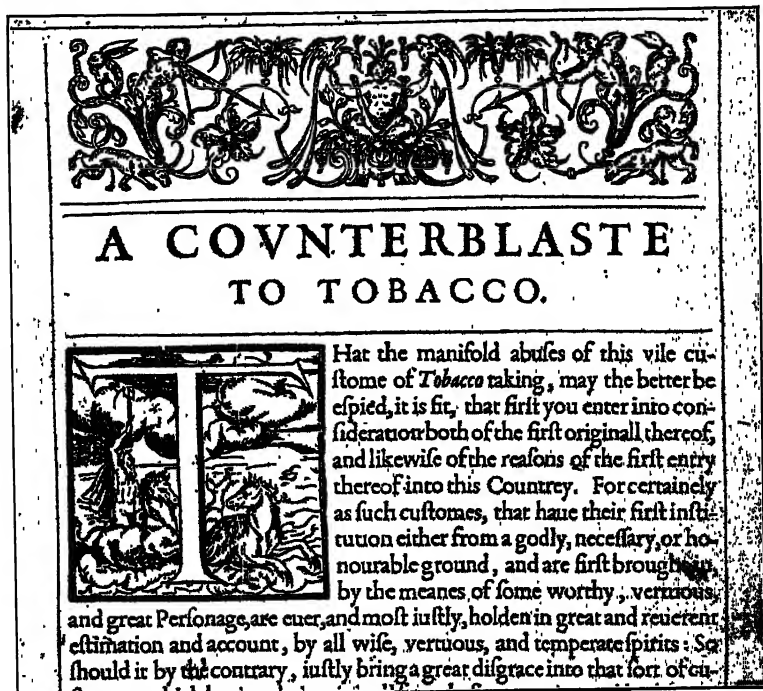 A COVNTERBLASTE
TO TOBACCO.
THat the manifold abuſes of this vile cu-
ſtome of Tobacco taking, may the better be
eſpied, it is fit, that firſt you enter into con-
ſideration both of the firſt originall thereof,
and likewiſe of the reaſons of the firſt entry
thereof into this Countrey. For certainely
as ſuch cuſtomes, that haue their firſt inſti-
tution either from a godly, neceſſary, or ho-
nourable ground, and are firſt brought in,
by the meanes of ſome worthy, vertuous,
and great Perſonage, are euer, and moſt iuſtly, holden in great and reuerent
eſtimation and account, by all wiſe, vertuous, and temperate ſpirits: So
ſhould it by the contrary, iuſtly bring a great diſgrace into that ſort of cu-